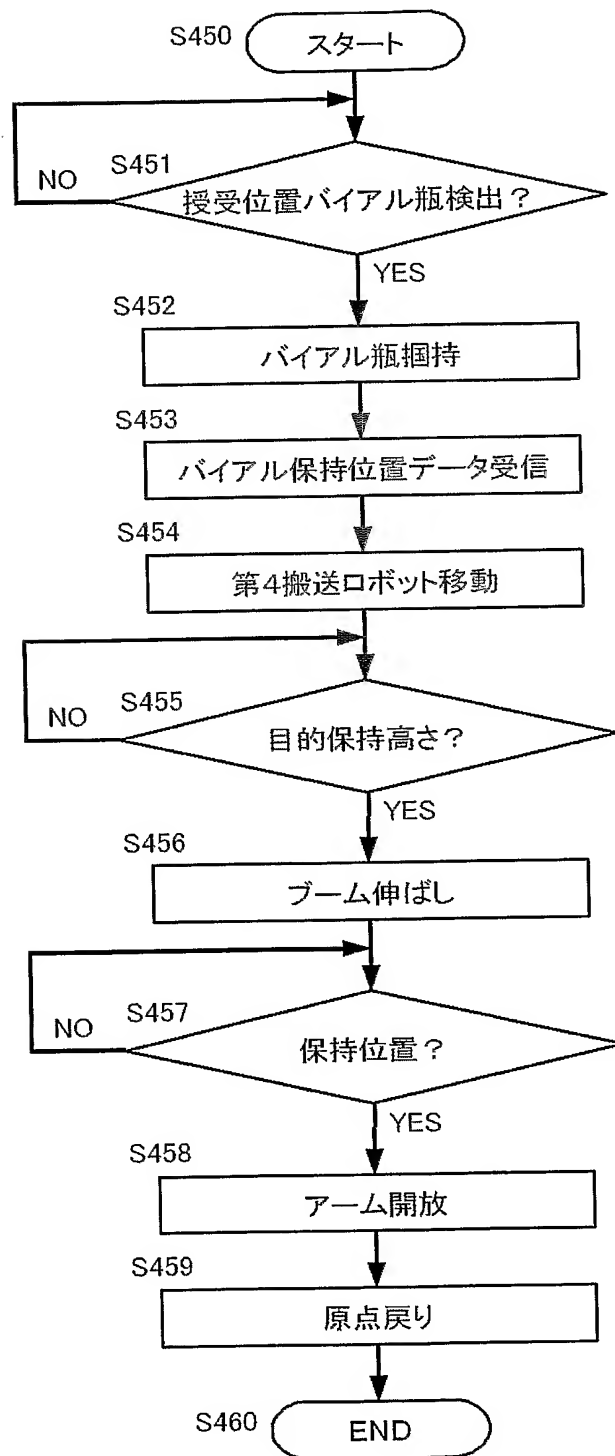 S450
スタート
S451
NO
授受位置バイアル瓶検出？
YES
S452
バイアル瓶掴持
S453
バイアル保持位置データ受信
S454
第４搬送ロボット移動
S455
NO
目的保持高さ？
YES
S456
ブーム伸ばし
S457
NO
保持位置？
YES
S458
アーム開放
S459
原点戻り
S460
END